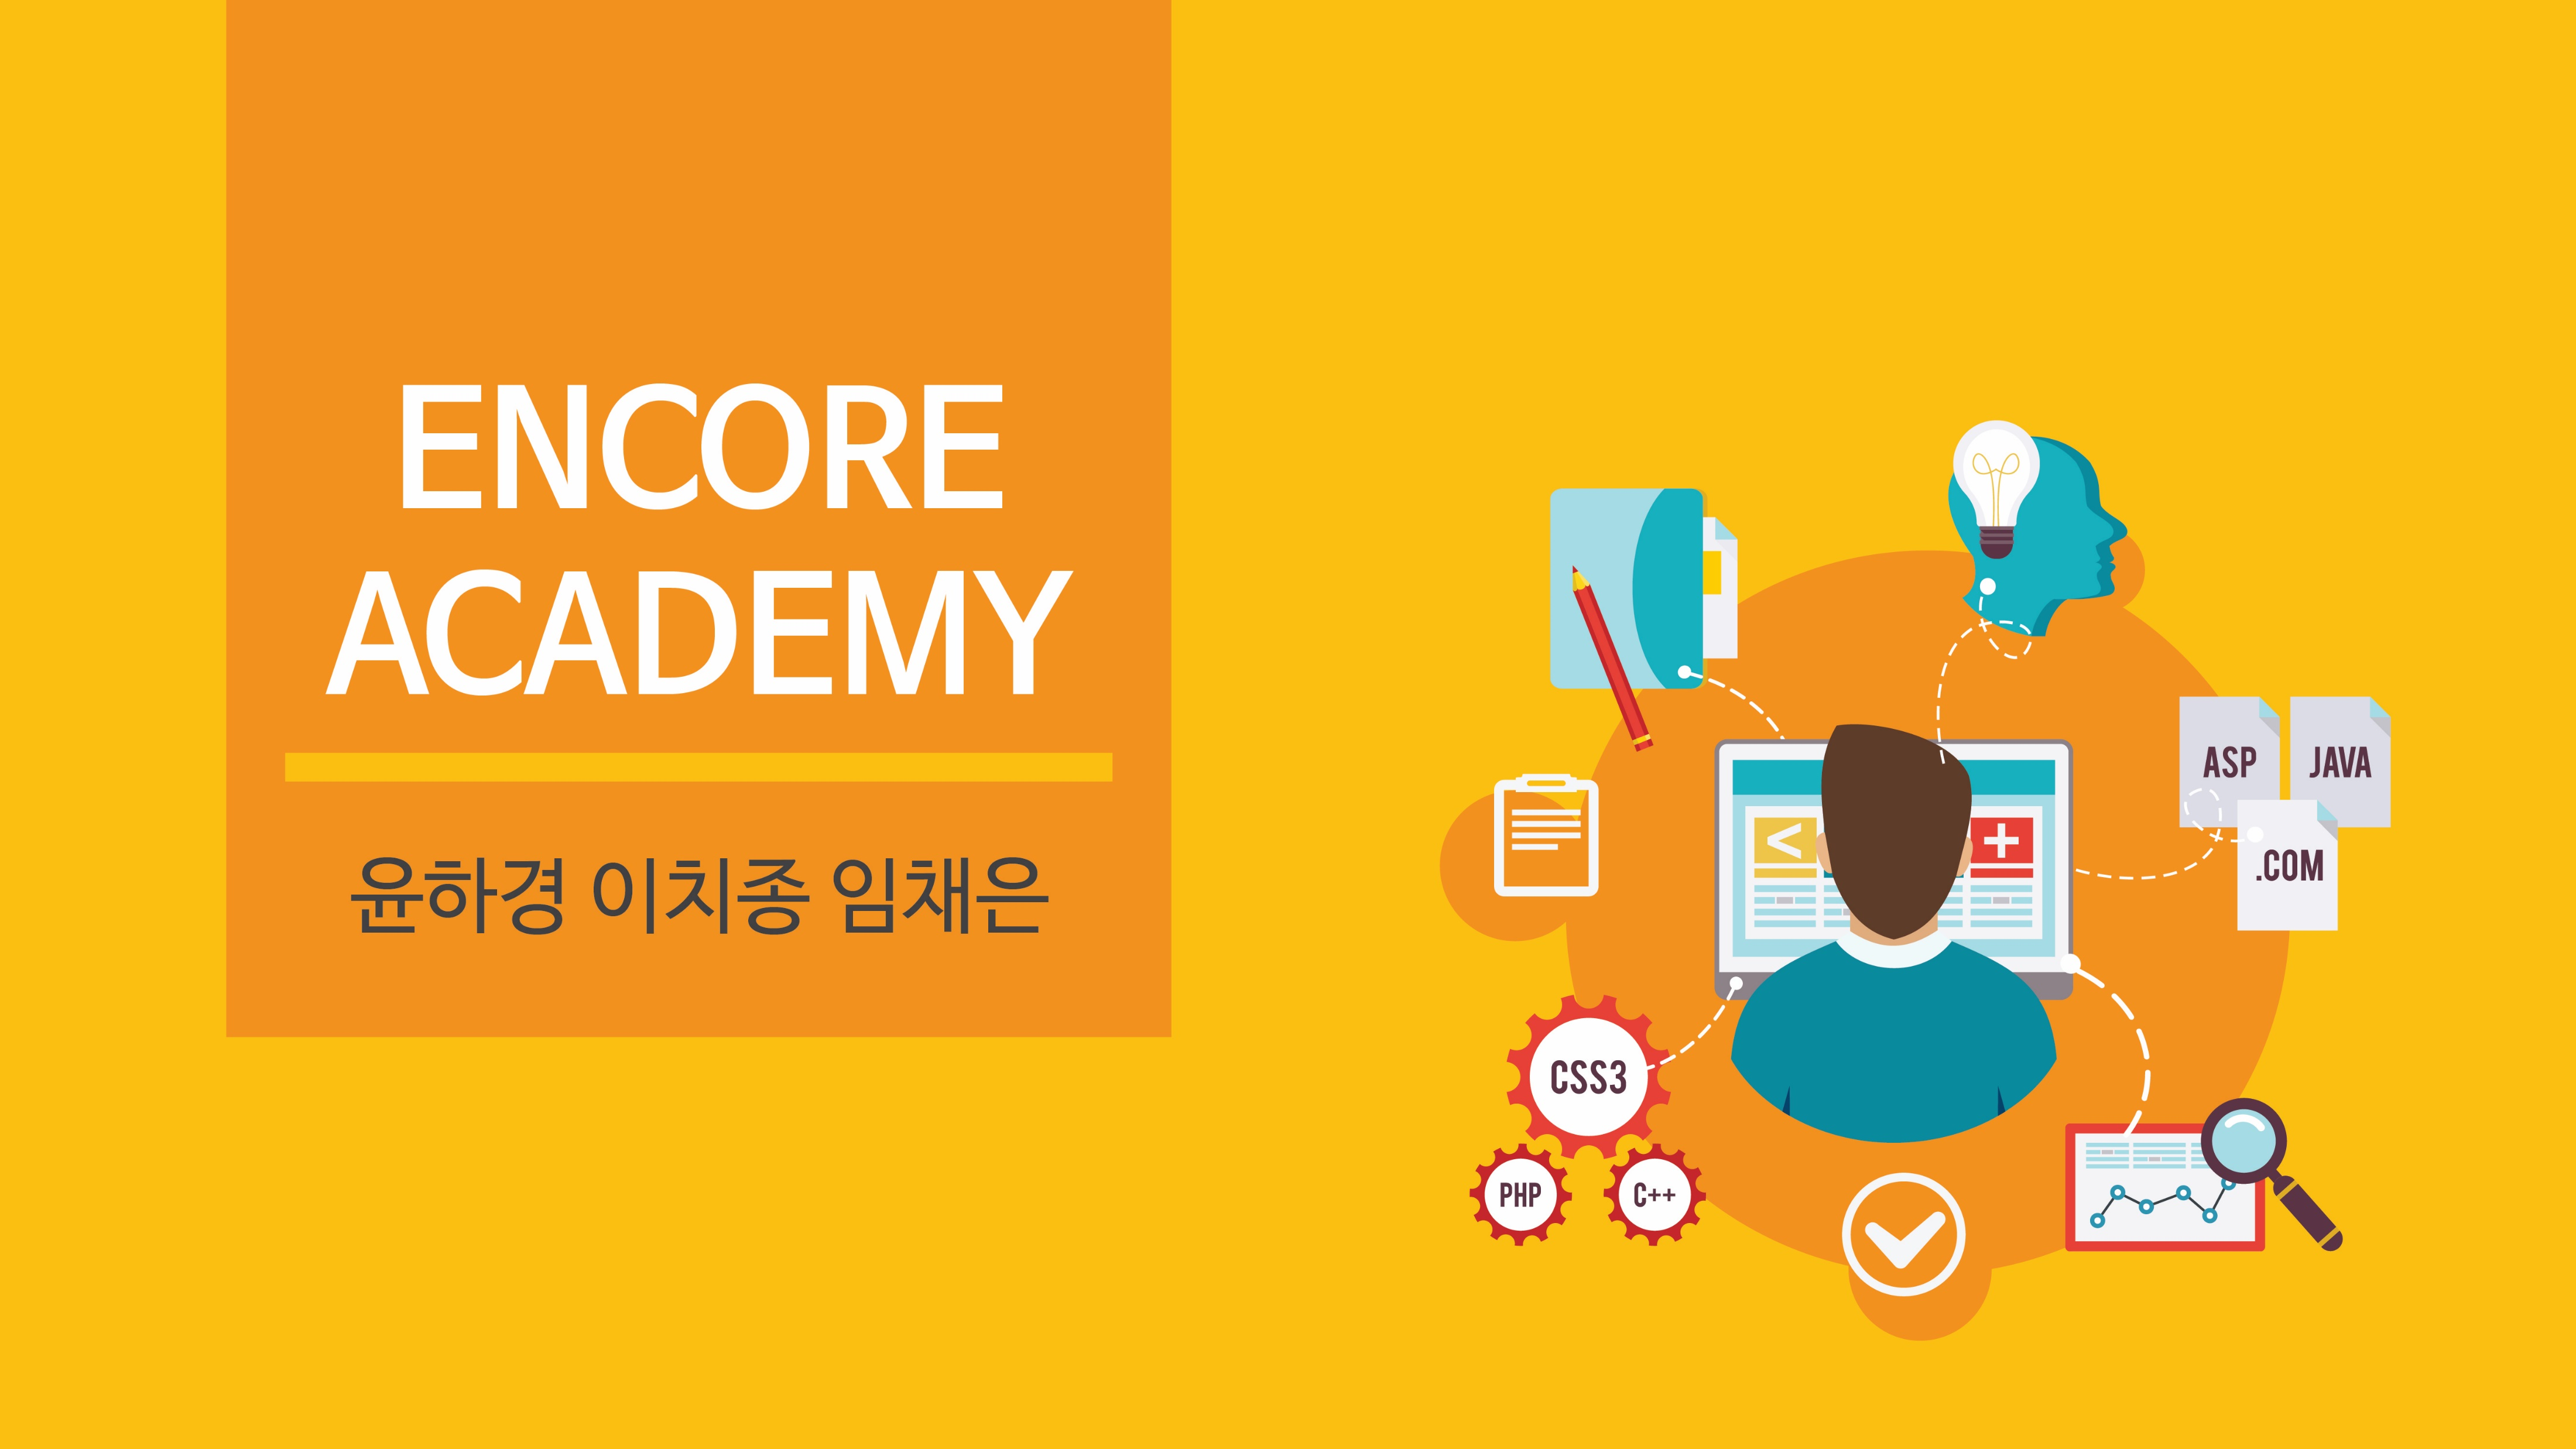 ENCORE
ACADEMY
윤하경 이치종 임채은
ASP
JAVA
.COM
<
+
CSS3
PHP
C++